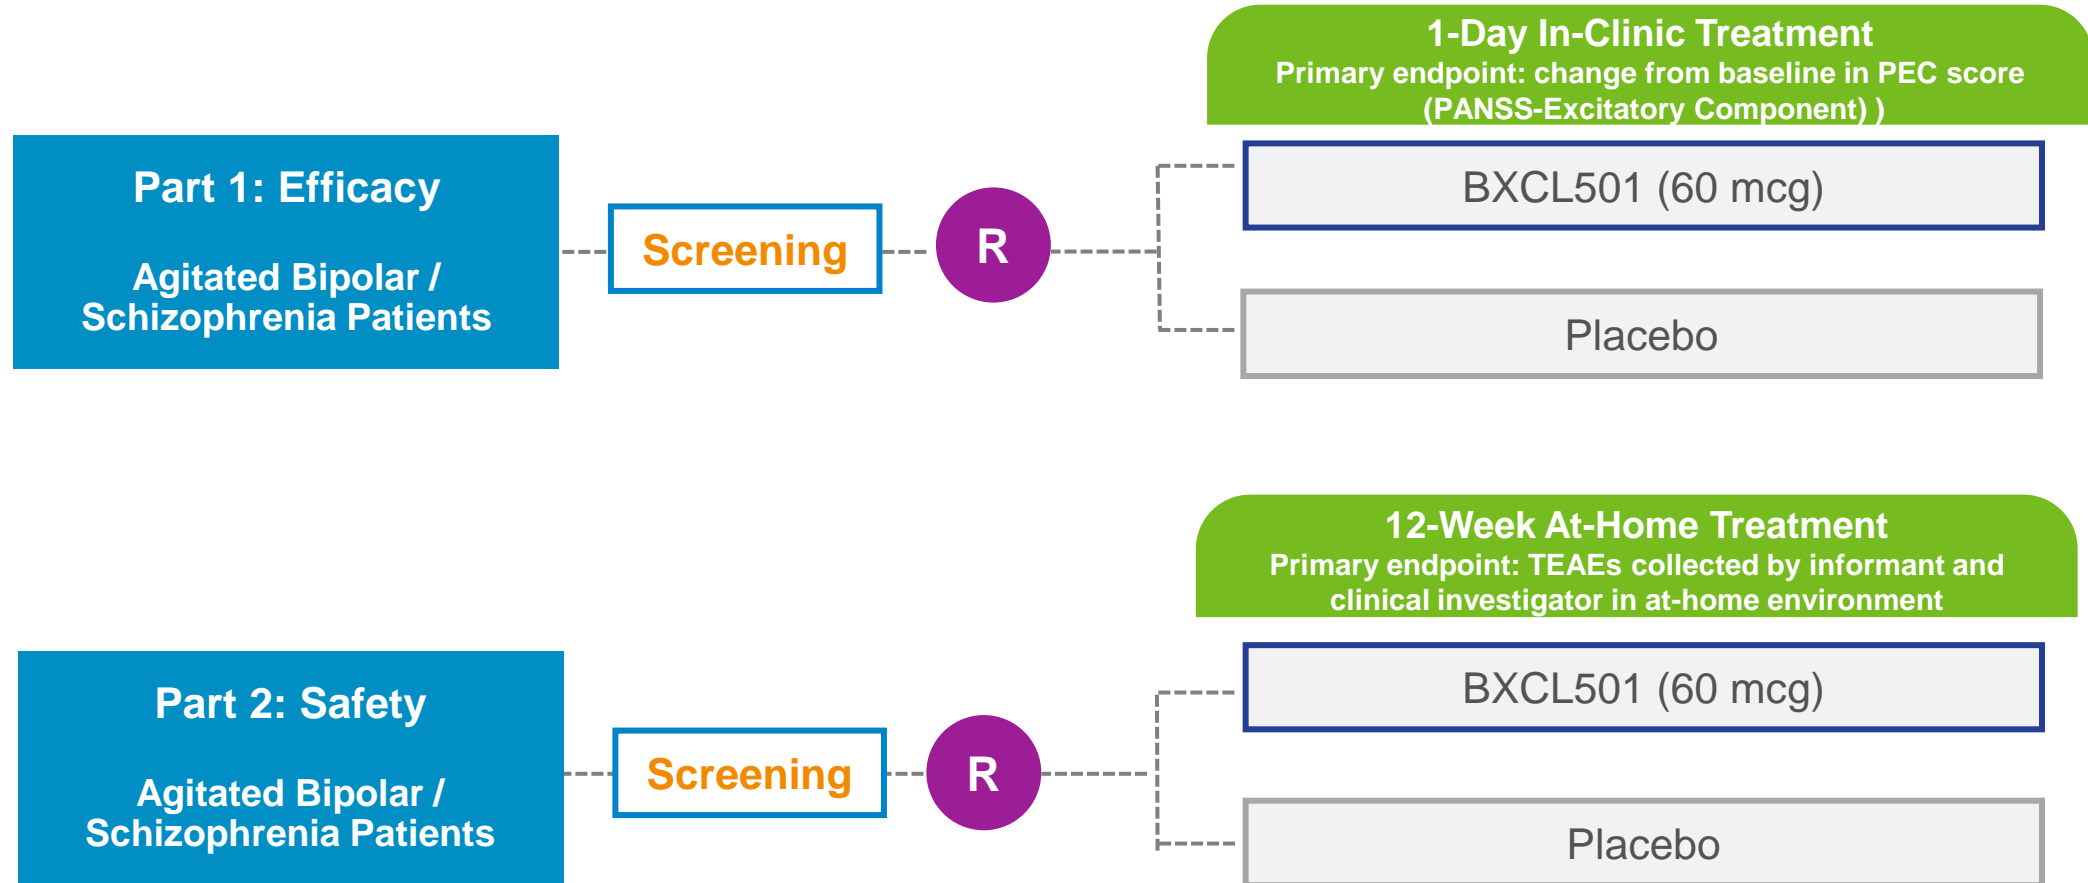 1-Day In-Clinic Treatment
Primary endpoint: change from baseline in PEC score
(PANSS-Excitatory Component) )
Part 1: Efficacy
Agitated Bipolar /
Schizophrenia Patients
Screening
R
BXCL501 (60 mcg)
Placebo
12-Week At-Home Treatment
Primary endpoint: TEAEs collected by informant and
clinical investigator in at-home environment
Part 2: Safety
Agitated Bipolar /
Schizophrenia Patients
Screening
R
BXCL501 (60 mcg)
Placebo